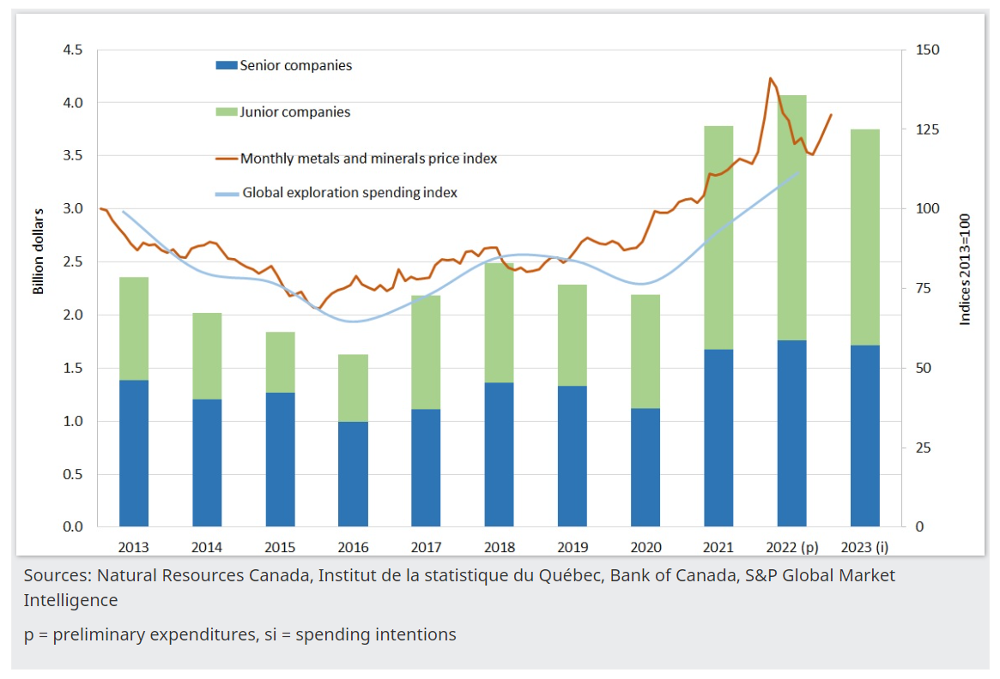 4.5
4.0
3.5
3.0
2.5
2.0
1.5
1.0
0.5
0.0
Billion dollars
Senior companies
Junior companies
Monthly metals and minerals price index
Global exploration spending index
150
125
100
75
50
25
0
Indices 2013=100
2013 2014 2015 2016 2017 2018 2019 2020 2021 2022 (p) 2023 (i)
Sources: Natural Resources Canada, Institut de la statistique du Québec, Bank of Canada, S&P Global Market
Intelligence
p = preliminary expenditures, si = spending intentions